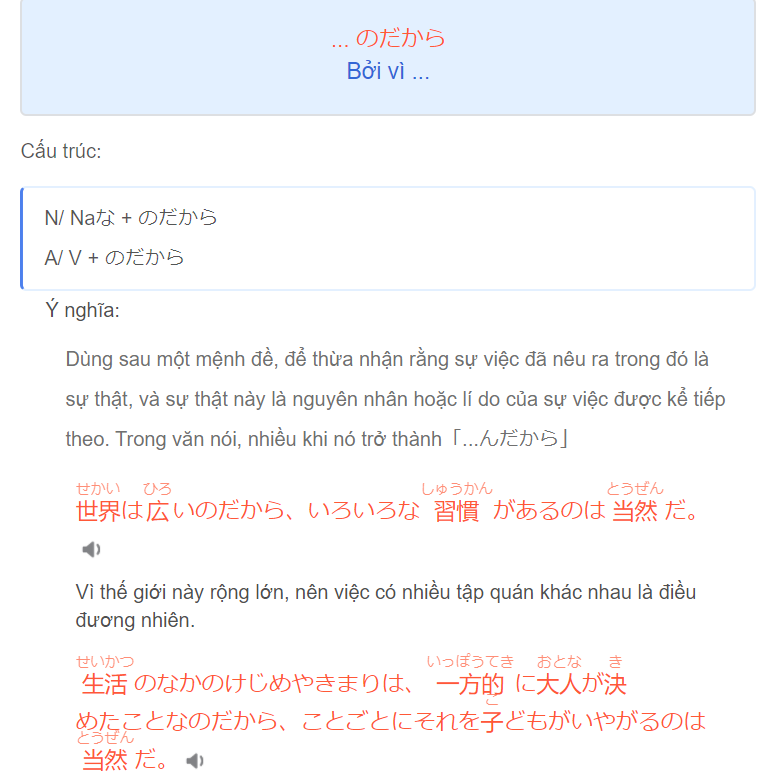 ... のだから
Bởi vì ...
Cấu trúc:
N/ Naな + のだから
A/ V + のだから
Ý nghĩa:
Dùng sau một mệnh đề, để thừa nhận rằng sự việc đã nêu ra trong đó là
sự thật, và sự thật này là nguyên nhân hoặc lí do của sự việc được kể tiếp
theo. Trong văn nói, nhiều khi nó trở thành「...んだから」
せかい ひろ しゅうかん とうぜん
世界は広いのだから、いろいろな 習慣 があるのは 当然 だ。
Vì thế giới này rộng lớn, nên việc có nhiều tập quán khác nhau là điều
đương nhiên.
せいかつ いっぽうてき おとな き
生活 のなかのけじめやきまりは、 一方的 に大人が決
こ
めたことなのだから、ことごとにそれを子どもがいやがるのは
とうぜん
当然 だ。